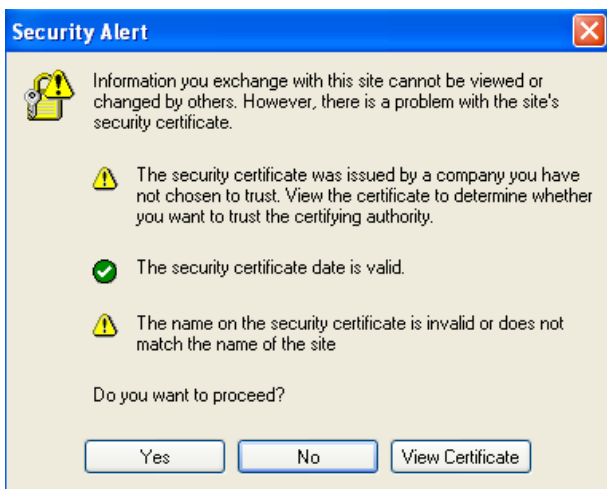 Security Alert
Information you exchange with this site cannot be viewed or
changed by others. However, there is a problem with the site's
security certificate.
The security certificate was issued by a company you have
not chosen to trust. View the certificate to determine whether
you want to trust the certifying authority.
The security certificate date is valid.
The name on the security certificate is invalid or does not
match the name of the site
Do you want to proceed?
Yes
No
View Certificate